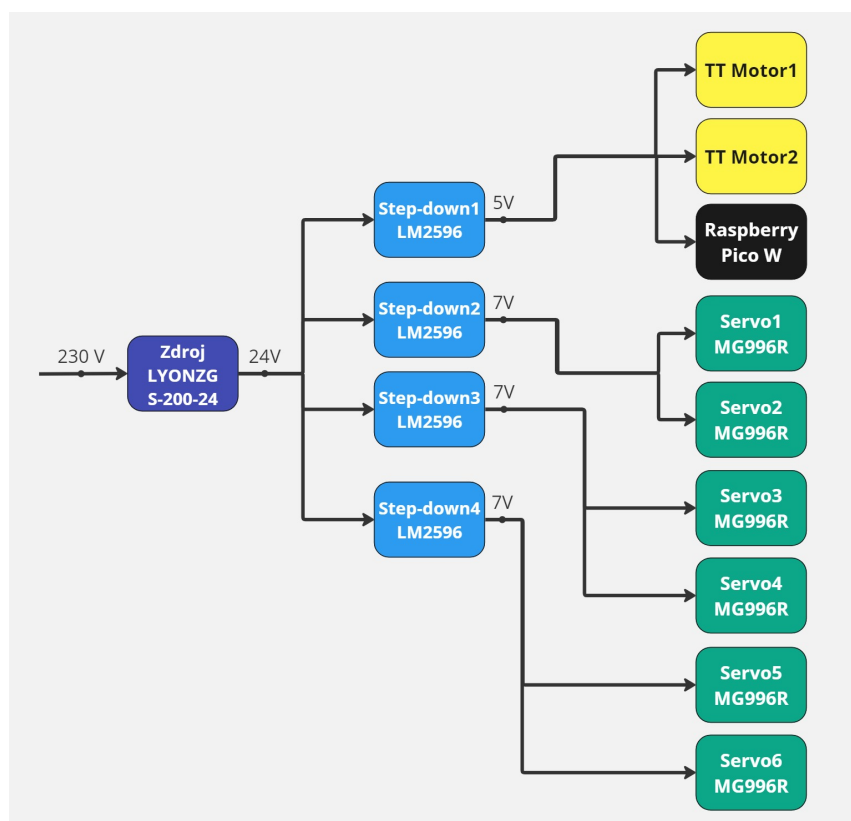 TT Motor1
TT Motor2
Raspberry
Pico W
Step-down1
LM2596
5V
Step-down2
LM2596
7V
Servo1
MG996R
230 V
Zdroj
LYONZG
S-200-24
24V
Servo2
MG996R
Step-down3
LM2596
7V
Servo3
MG996R
Step-down4
LM2596
7V
Servo4
MG996R
Servo5
MG996R
Servo6
MG996R